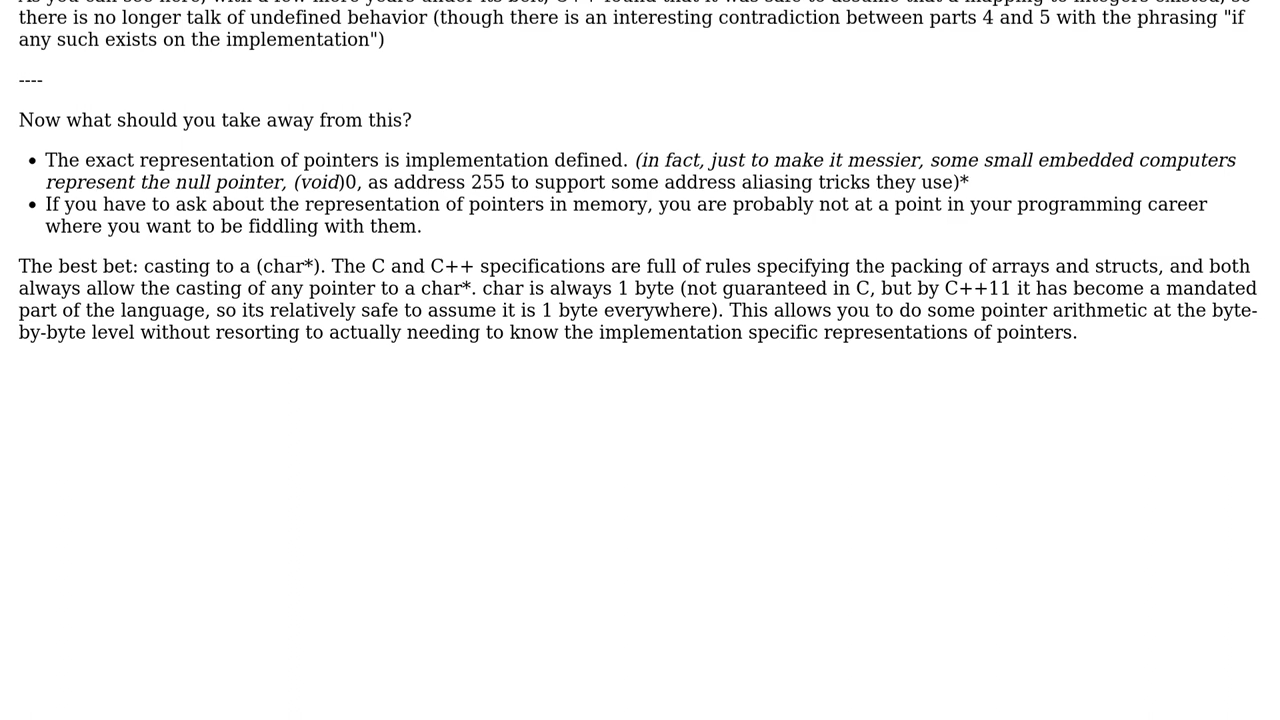 there is no longer talk of undefined behavior (though there is an interesting contradiction between parts 4 and 5 with the phrasing "if
any such exists on the implementation")
----
Now what should you take away from this?
• The exact representation of pointers is implementation defined. (in fact, just to make it messier, some small embedded computers
represent the null pointer, (void)0, as address 255 to support some address aliasing tricks they use)*
• If you have to ask about the representation of pointers in memory, you are probably not at a point in your programming career
where you want to be fiddling with them.
The best bet: casting to a (char*). The C and C++ specifications are full of rules specifying the packing of arrays and structs, and both
always allow the casting of any pointer to a char*. char is always 1 byte (not guaranteed in C, but by C++11 it has become a mandated
part of the language, so its relatively safe to assume it is 1 byte everywhere). This allows you to do some pointer arithmetic at the byte-
by-byte level without resorting to actually needing to know the implementation specific representations of pointers.